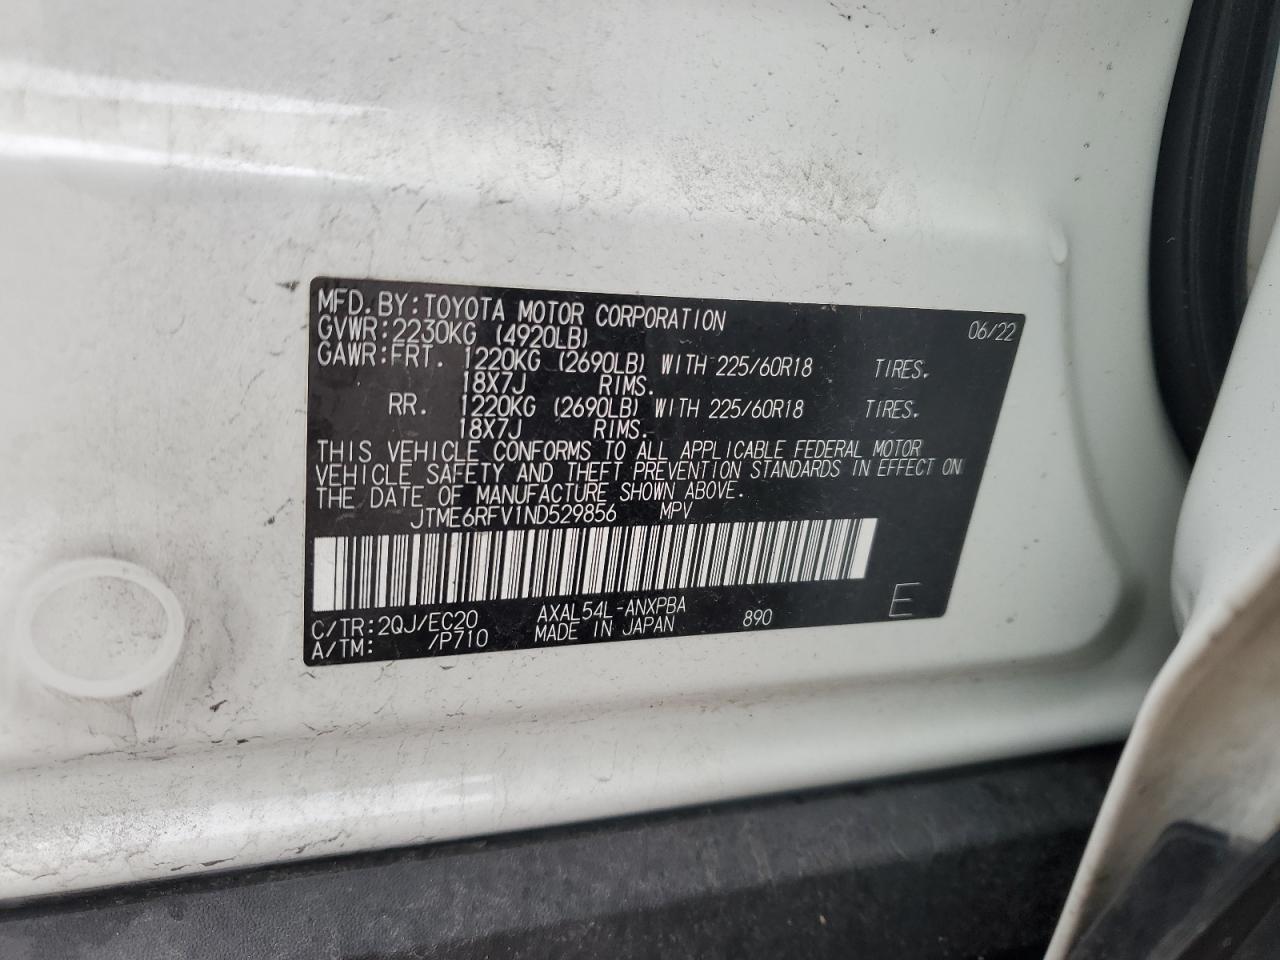 MFD. BY: TOYOTA MOTOR CORPORATION 06/22
GVWR: 2230KG (4920LB)
GAWR: FRT. 1220KG (2690LB) WITH 225/60R18 TIRES.
18X7J RIMS.
RR. 1220KG (2690LB) WITH 225/60R18 TIRES.
18X7J RIMS.
THIS VEHICLE CONFORMS TO ALL APPLICABLE FEDERAL MOTOR
VEHICLE SAFETY AND THEFT PREVENTION STANDARDS IN EFFECT ON
THE DATE OF MANUFACTURE SHOWN ABOVE.
JTME6RFV1ND529856 MPV
C/TR: 2QJ/EC20 AXAL54L-ANXPBA 890 E
A/TM: /P710 MADE IN JAPAN